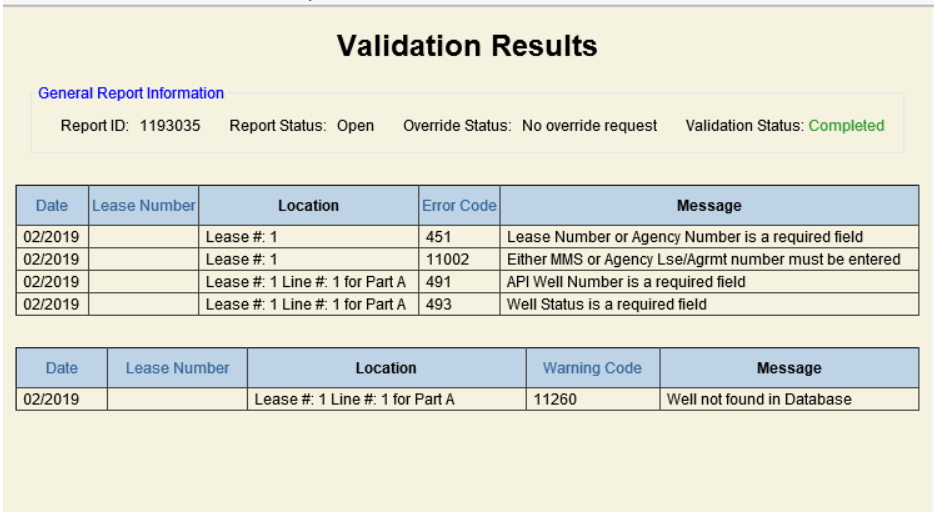 Validation Results
General Report Information
Report ID: 1193035 Report Status: Open Override Status: No override request Validation Status: Completed
Date Lease Number Location Error Code Message
02/2019 Lease #: 1 451 Lease Number or Agency Number is a required field
02/2019 Lease #: 1 11002 Either MMS or Agency Lse/Agrmt number must be entered
02/2019 Lease #: 1 Line #: 1 for Part A 491 API Well Number is a required field
02/2019 Lease #: 1 Line #: 1 for Part A 493 Well Status is a required field
Date Lease Number Location Warning Code Message
02/2019 Lease #: 1 Line #: 1 for Part A 11260 Well not found in Database